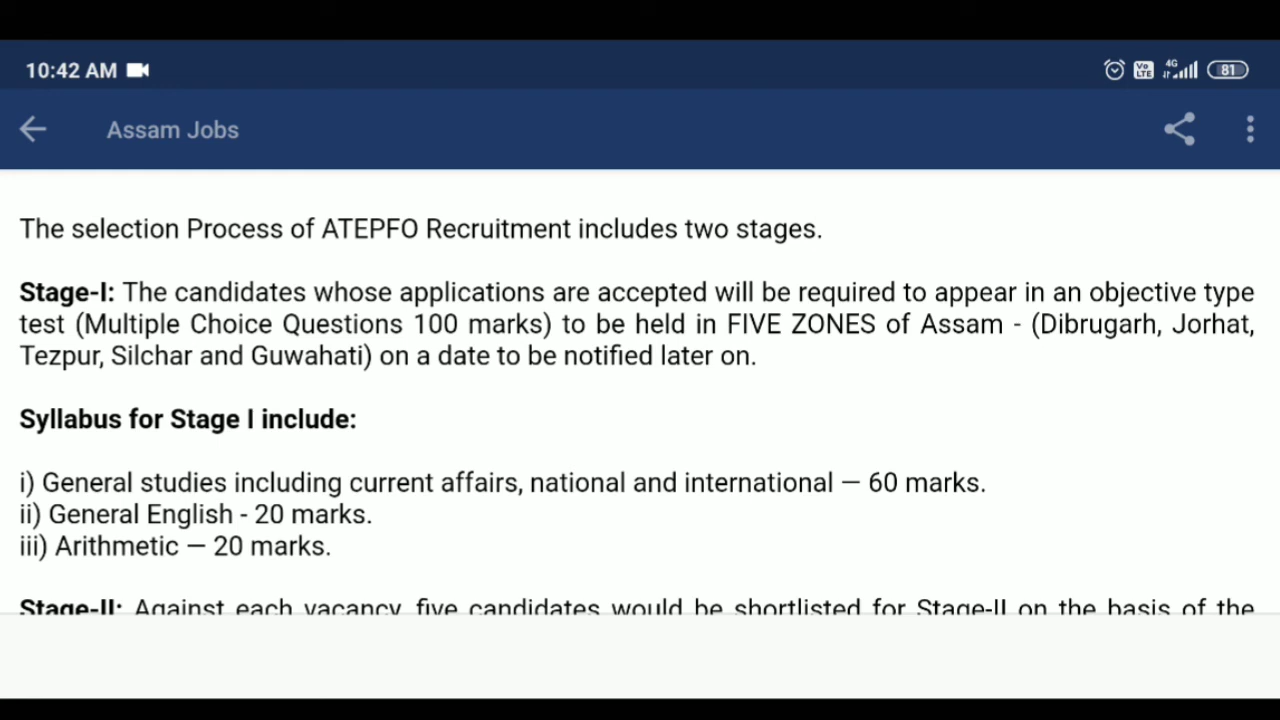 10:42 AM
Vo LTE 4G 81
Assam Jobs
The selection Process of ATEPFO Recruitment includes two stages.
Stage-I: The candidates whose applications are accepted will be required to appear in an objective type
test (Multiple Choice Questions 100 marks) to be held in FIVE ZONES of Assam - (Dibrugarh, Jorhat,
Tezpur, Silchar and Guwahati) on a date to be notified later on.
Syllabus for Stage I include:
i) General studies including current affairs, national and international — 60 marks.
ii) General English - 20 marks.
iii) Arithmetic — 20 marks.
Stage-II: Against each vacancy, five candidates would be shortlisted for Stage-II on the basis of the